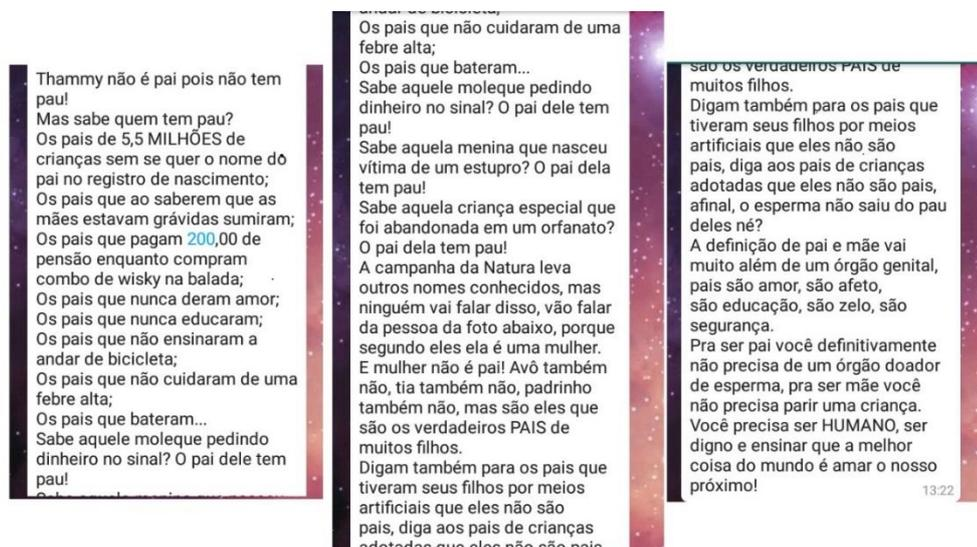 Thammy não é pai pois não tem
pau!
Mas sabe quem tem pau?
Os pais de 5,5 MILHÕES de
crianças sem se quer o nome do
pai no registro de nascimento;
Os pais que ao saberem que as
mães estavam grávidas sumiram;
Os pais que pagam 200,00 de
pensão enquanto compram
combo de wisky na balada;
Os pais que nunca deram amor;
Os pais que nunca educaram;
Os pais que não ensinaram a
andar de bicicleta;
Os pais que não cuidaram de uma
febre alta;
Os pais que bateram...
Sabe aquele moleque pedindo
dinheiro no sinal? O pai dele tem
pau!
andar de bicicleta;
Os pais que não cuidaram de uma
febre alta;
Os pais que bateram...
Sabe aquele moleque pedindo
dinheiro no sinal? O pai dele tem
pau!
Sabe aquela menina que nasceu
vítima de um estupro? O pai dela
tem pau!
Sabe aquela criança especial que
foi abandonada em um orfanato?
O pai dela tem pau!
A campanha da Natura leva
outros nomes conhecidos, mas
ninguém vai falar disso, vão falar
da pessoa da foto abaixo, porque
segundo eles ela é uma mulher.
E mulher não é pai! Avô também
não, tia também não, padrinho
também não, mas são eles que
são os verdadeiros PAIS de
muitos filhos.
Digam também para os pais que
tiveram seus filhos por meios
artificiais que eles não são
pais, diga aos pais de crianças
adotadas que eles não são pais
são os verdadeiros PAIS de
muitos filhos.
Digam também para os pais que
tiveram seus filhos por meios
artificiais que eles não são
pais, diga aos pais de crianças
adotadas que eles não são pais,
afinal, o esperma não saiu do pau
deles né?
A definição de pai e mãe vai
muito além de um órgão genital,
pais são amor, são afeto,
são educação, são zelo, são
segurança.
Pra ser pai você definitivamente
não precisa de um órgão doador
de esperma, pra ser mãe você
não precisa parir uma criança.
Você precisa ser HUMANO, ser
digno e ensinar que a melhor
coisa do mundo é amar o nosso
próximo!
13:22